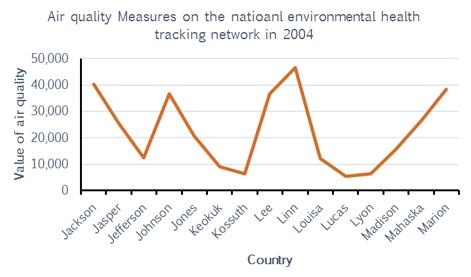 Air quality Measures on the natioanl environmental health
tracking network in 2004
Value of air quality
50,000
40,000
30,000
20,000
10,000
0
Jackson
Jasper
Jefferson
Johnson
Jones
Keokuk
Kossuth
Lee
Linn
Louisa
Lucas
Lyon
Madison
Mahaska
Marion
Country